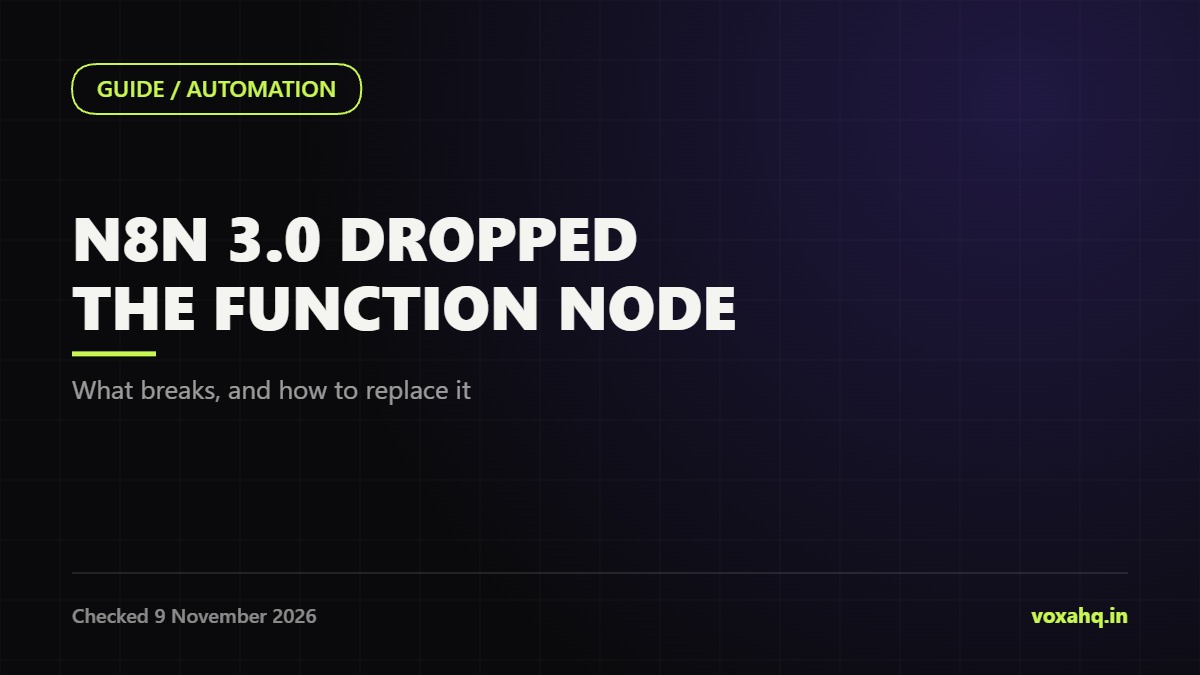 GUIDE / AUTOMATION
N8N 3.0 DROPPED
THE FUNCTION NODE
What breaks, and how to replace it
Checked 9 November 2026
voxahq.in